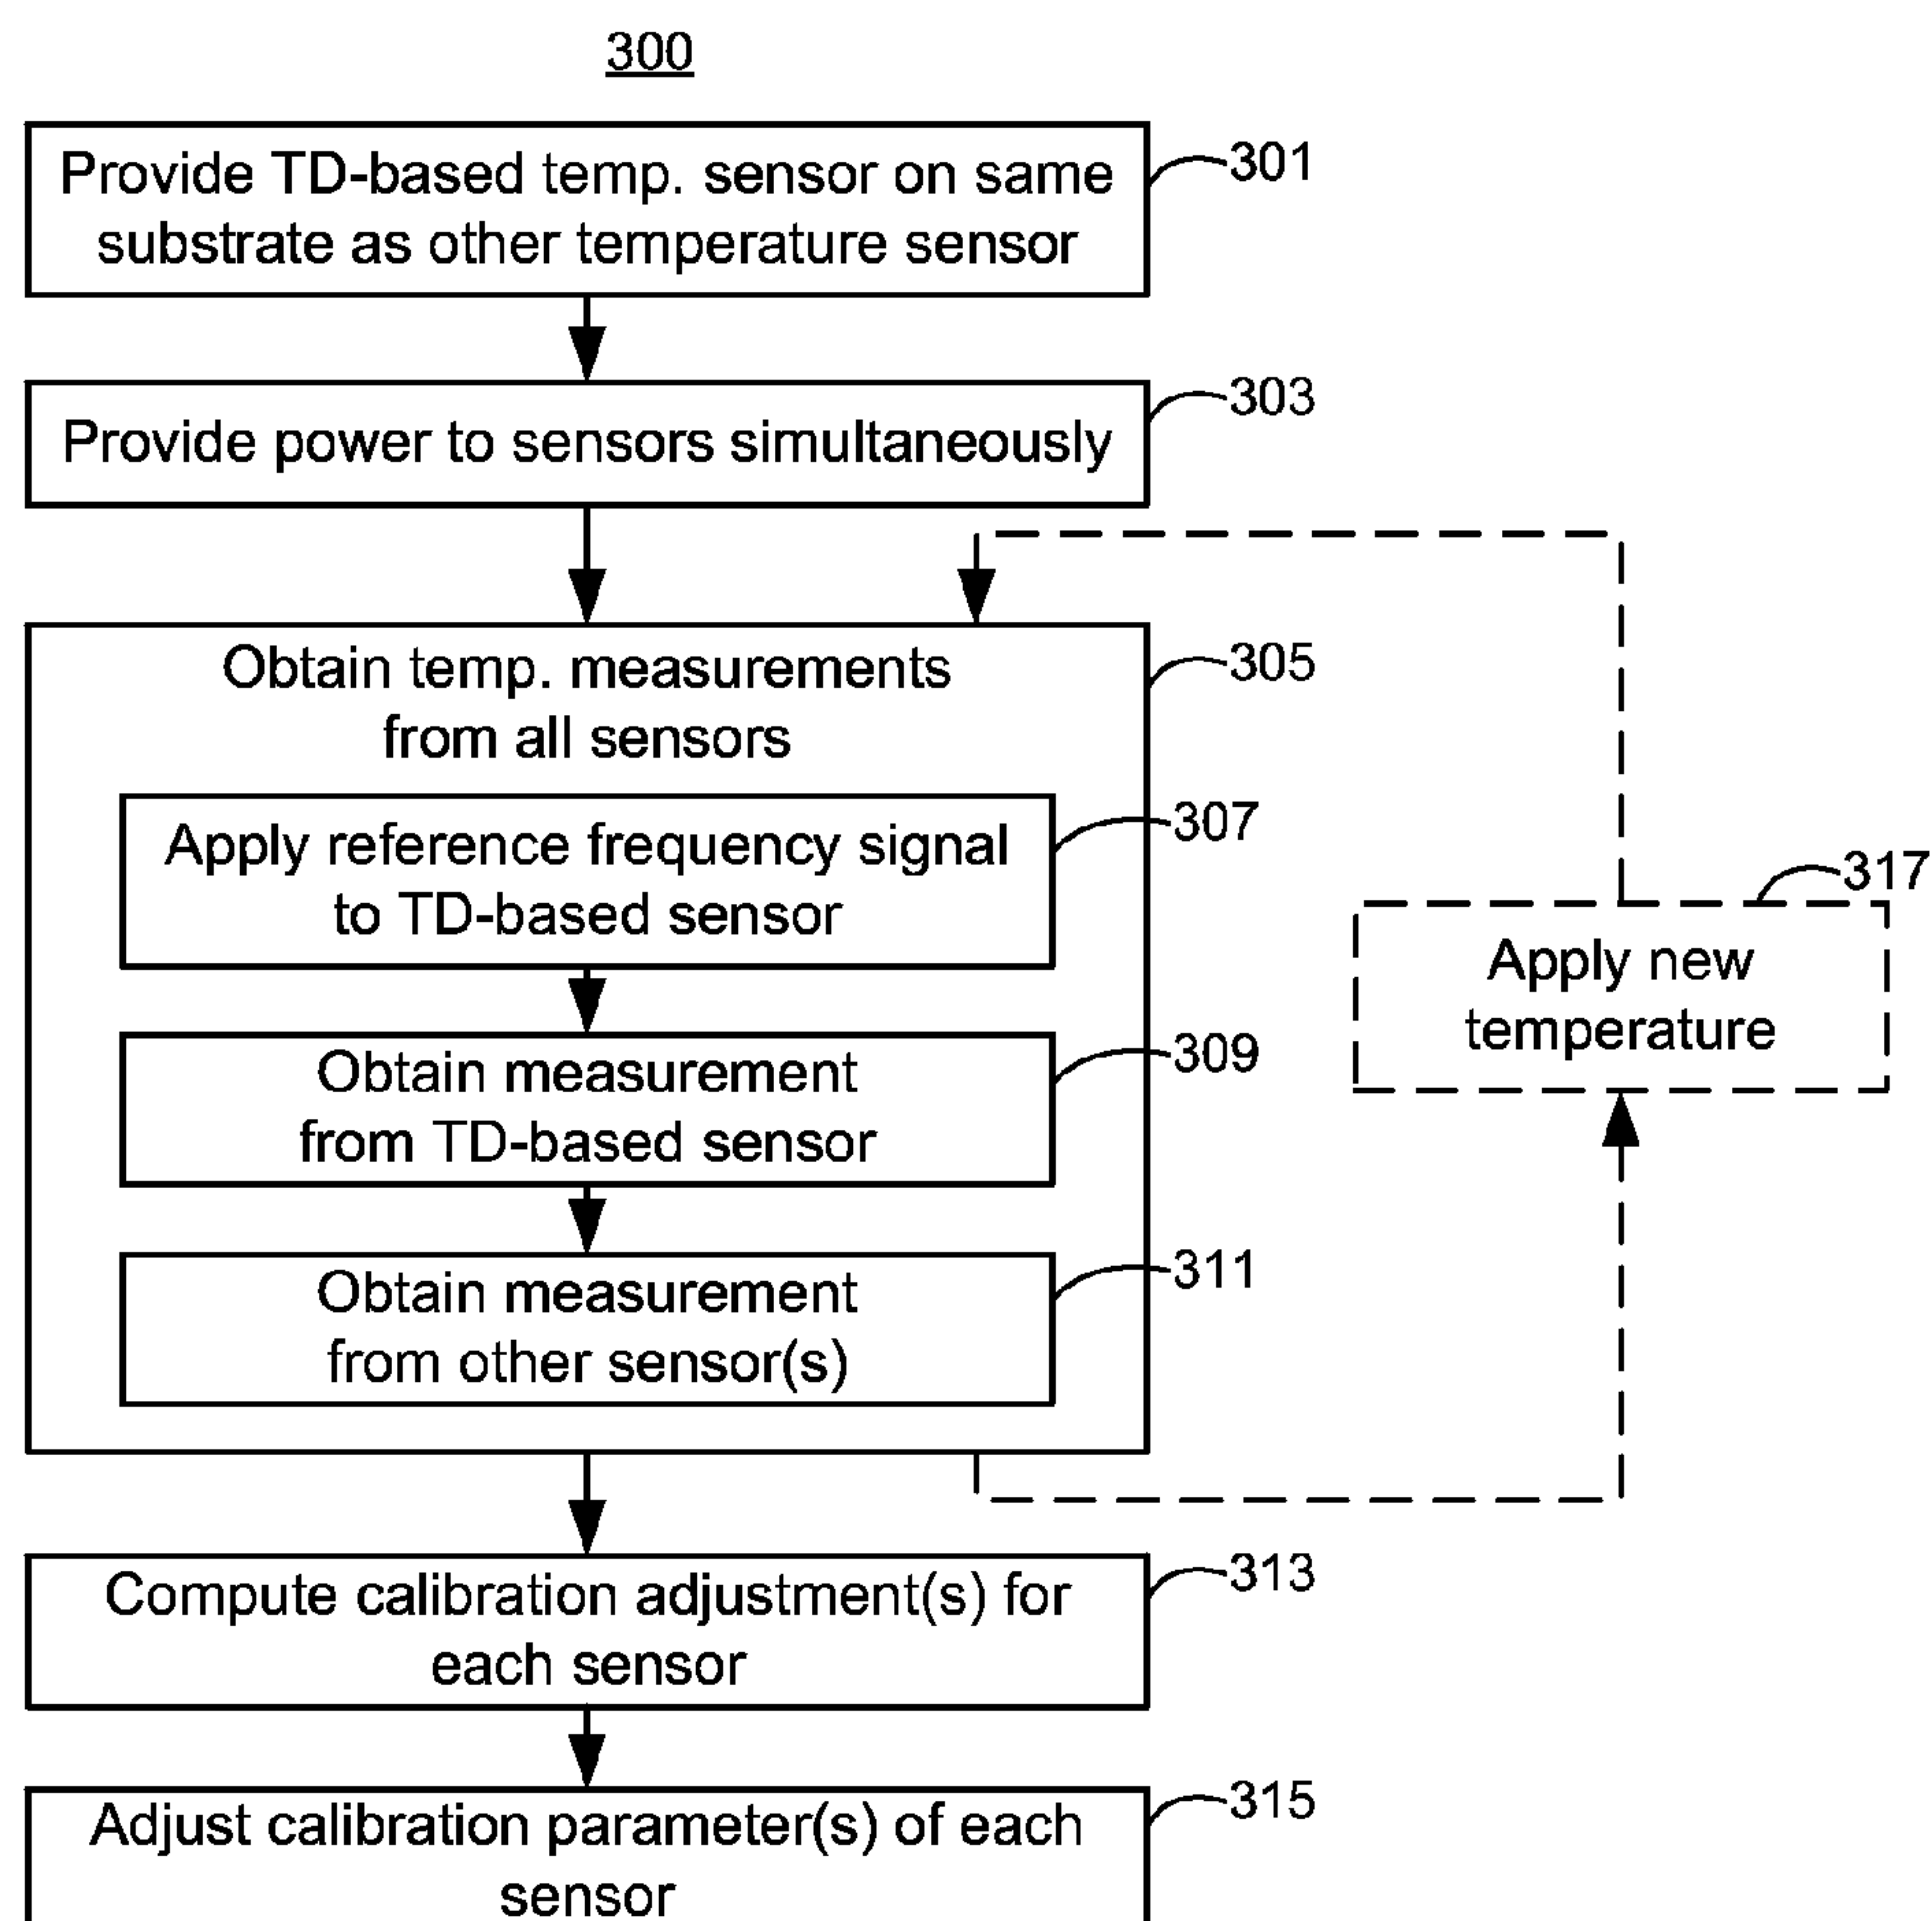 300
Provide TD-based temp. sensor on same
substrate as other temperature sensor
301
Provide power to sensors simultaneously
303
Obtain temp. measurements
from all sensors
305
Apply reference frequency signal
to TD-based sensor
307
Obtain measurement
from TD-based sensor
309
Obtain measurement
from other sensor(s)
311
Apply new
temperature
317
Compute calibration adjustment(s) for
each sensor
313
Adjust calibration parameter(s) of each
sensor
315